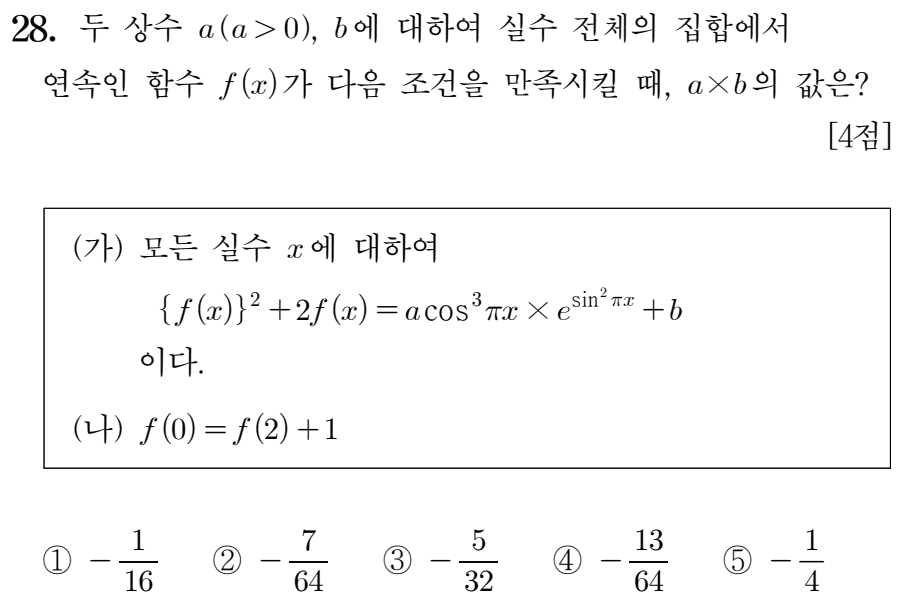 28. 두 상수 a(a>0), b에 대하여 실수 전체의 집합에서
연속인 함수 f(x)가 다음 조건을 만족시킬 때, a×b의 값은?
[4점]
(가) 모든 실수 x에 대하여
{f(x)}²+2f(x)=acos³πx×e^{sin²πx}+b
이다.
(나) f(0)=f(2)+1
① −1/16 ② −7/64 ③ −5/32 ④ −13/64 ⑤ −1/4